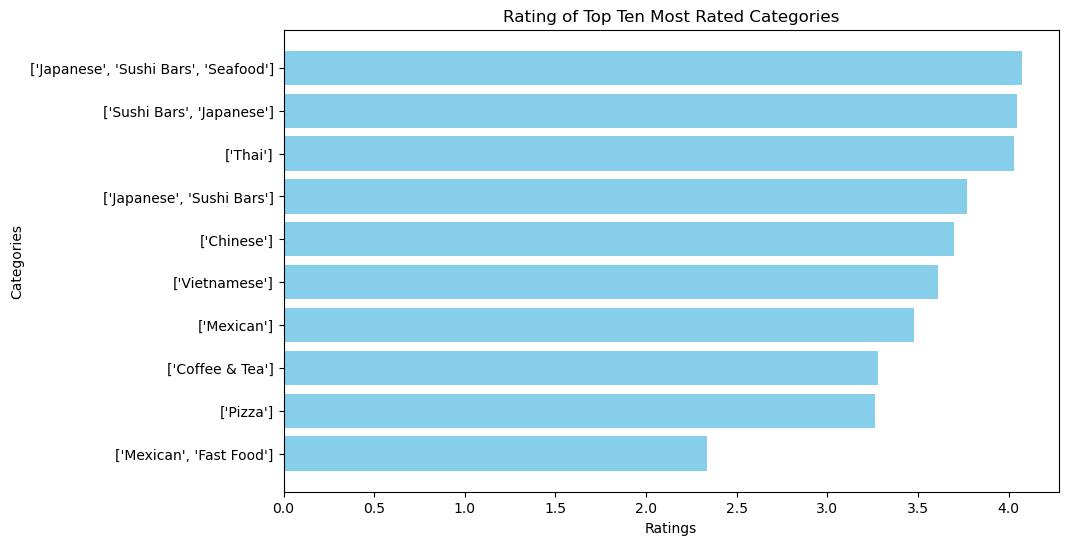 Rating of Top Ten Most Rated Categories
['Japanese', 'Sushi Bars', 'Seafood']
['Sushi Bars', 'Japanese']
['Thai']
['Japanese', 'Sushi Bars']
['Chinese']
['Vietnamese']
['Mexican']
['Coffee & Tea']
['Pizza']
['Mexican', 'Fast Food']
Categories
0.0 0.5 1.0 1.5 2.0 2.5 3.0 3.5 4.0
Ratings